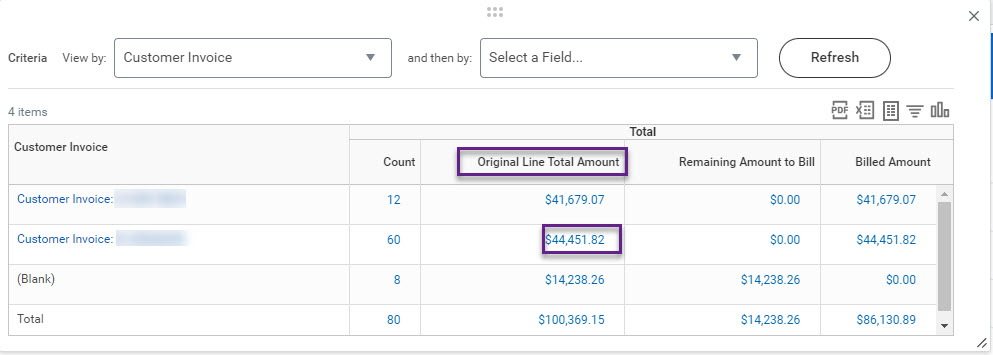 Criteria View by: Customer Invoice and then by: Select a Field... Refresh
4 items
PDF X
Total
Customer Invoice
Count Original Line Total Amount Remaining Amount to Bill Billed Amount
Customer Invoice: 12 $41,679.07 $0.00 $41,679.07
Customer Invoice: 60 $44,451.82 $0.00 $44,451.82
(Blank) 8 $14,238.26 $14,238.26 $0.00
Total 80 $100,369.15 $14,238.26 $86,130.89